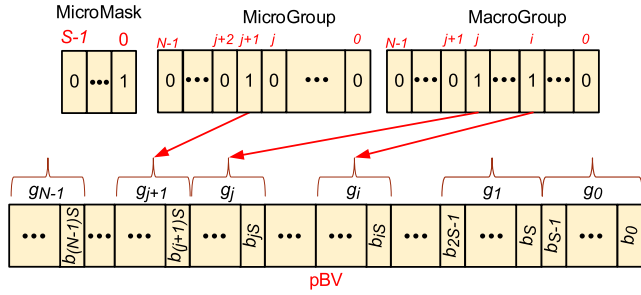 MicroMask MicroGroup MacroGroup
S-1 0 N-1 j+2 j+1 j 0 N-1 j+1 j i 0
0 ••• 1 0 ••• 0 1 0 ••• 0 0 ••• 0 1 ••• 1 ••• 0
g_{N-1} g_{j+1} g_j g_i g_1 g_0
••• b_{(N-1)S} ••• ••• b_{(j+1)S} ••• b_{jS} ••• ••• b_{iS} ••• b_{2S-1} ••• b_S b_{S-1} ••• b_0
pBV